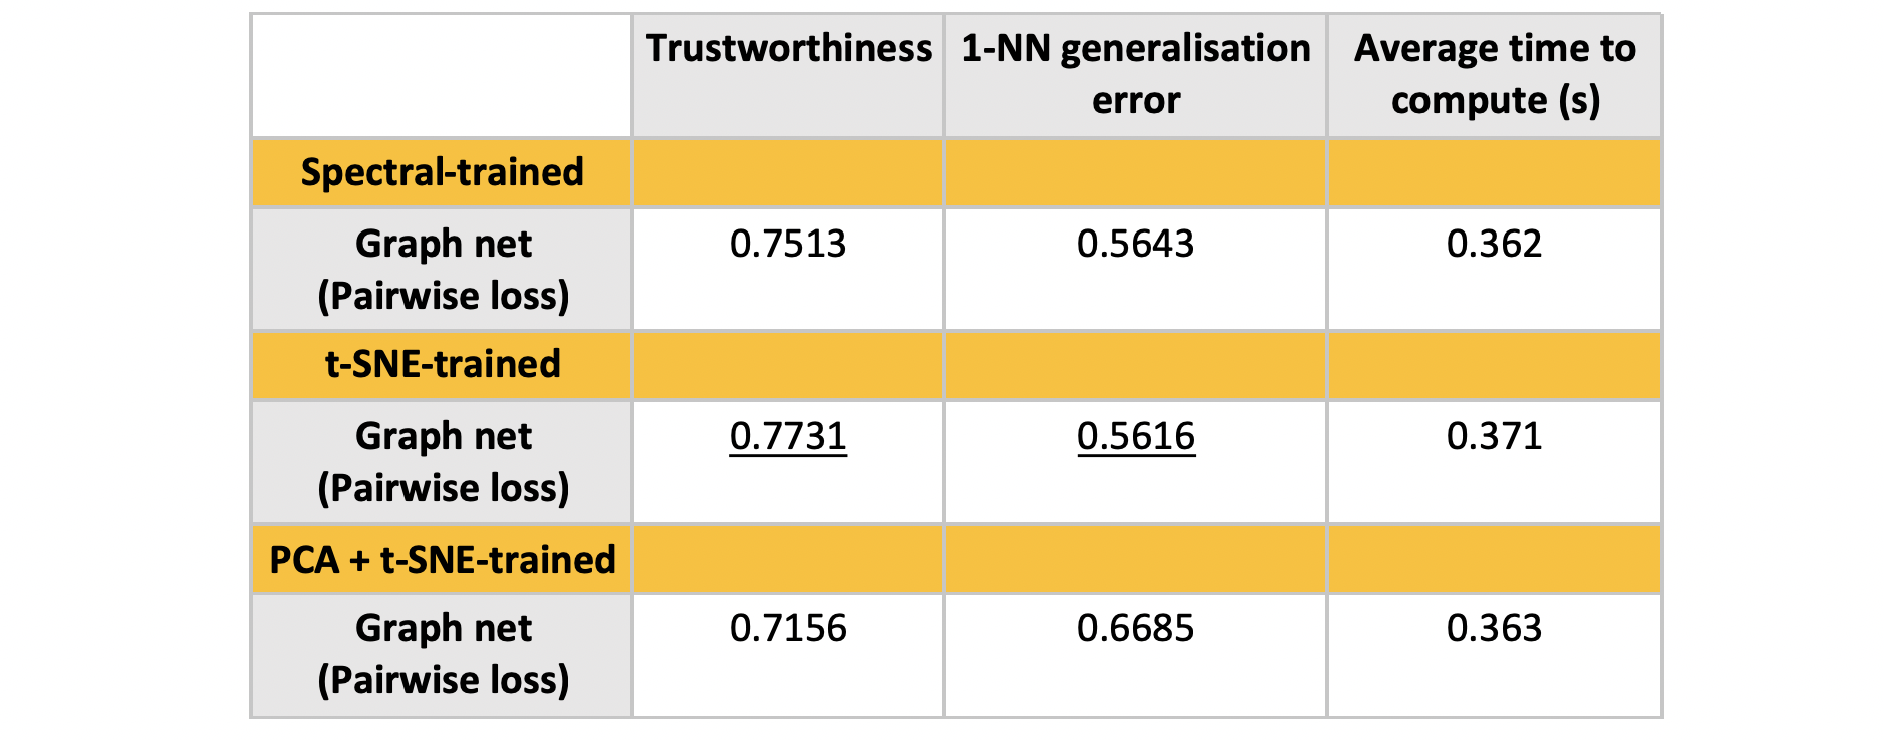 Trustworthiness 1-NN generalisation error Average time to compute (s)
Spectral-trained
Graph net (Pairwise loss) 0.7513 0.5643 0.362
t-SNE-trained
Graph net (Pairwise loss) 0.7731 0.5616 0.371
PCA + t-SNE-trained
Graph net (Pairwise loss) 0.7156 0.6685 0.363